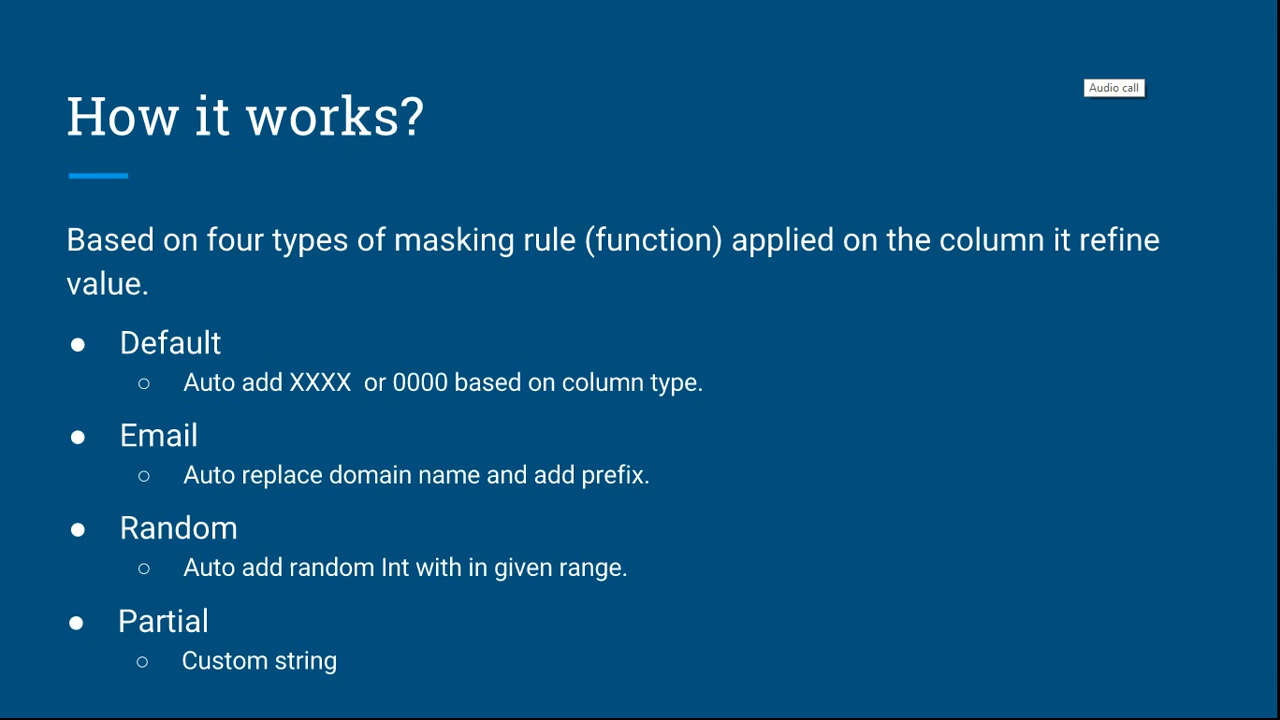 Audio call
How it works?
Based on four types of masking rule (function) applied on the column it refine
value.
● Default
○ Auto add XXXX  or 0000 based on column type.
● Email
○ Auto replace domain name and add prefix.
● Random
○ Auto add random Int with in given range.
● Partial
○ Custom string